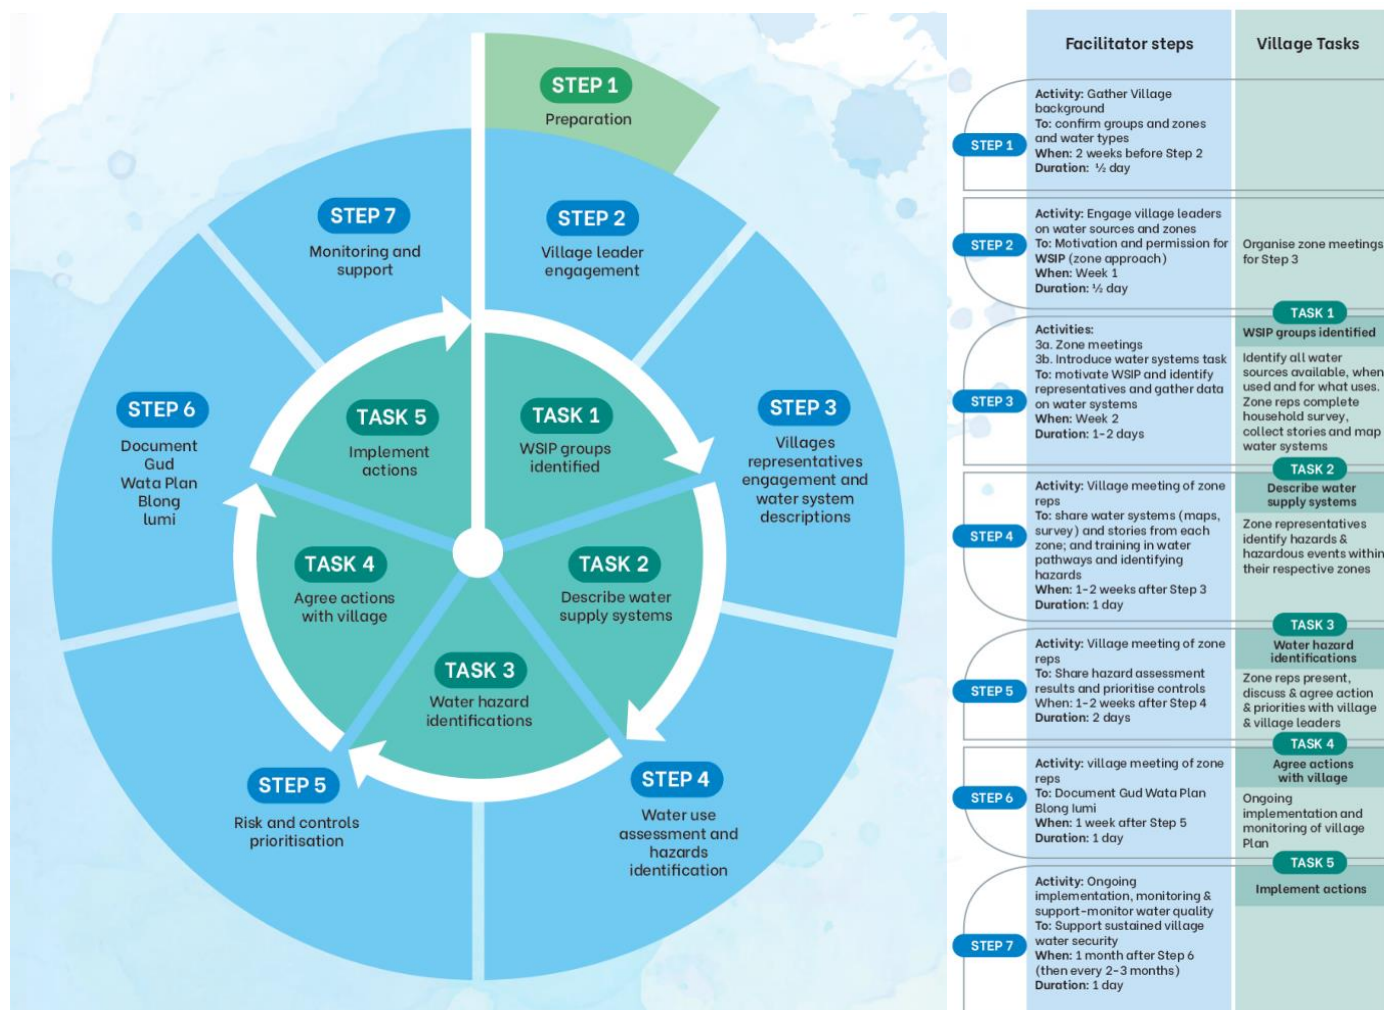 STEP 1
Preparation
STEP 2
Village leader
engagement
STEP 3
Villages
representatives
engagement and
water system
descriptions
STEP 4
Water use
assessment and
hazards
identification
STEP 5
Risk and controls
prioritisation
STEP 6
Document
Gud
Wata Plan
Blong
Iumi
STEP 7
Monitoring and
support
TASK 1
WSIP groups
identified
TASK 2
Describe water
supply systems
TASK 3
Water hazard
identifications
TASK 4
Agree actions
with village
TASK 5
Implement
actions
Facilitator steps
Village Tasks
STEP 1
Activity: Gather Village
background
To: confirm groups and zones
and water types
When: 2 weeks before Step 2
Duration: ½ day
STEP 2
Activity: Engage village leaders
on water sources and zones
To: Motivation and permission for
WSIP (zone approach)
When: Week 1
Duration: ½ day
Organise zone meetings
for Step 3
STEP 3
Activities:
3a. Zone meetings
3b. Introduce water systems task
To: motivate WSIP and identify
representatives and gather data
on water systems
When: Week 2
Duration: 1-2 days
TASK 1
WSIP groups identified
Identify all water
sources available, when
used and for what uses.
Zone reps complete
household survey,
collect stories and map
water systems
STEP 4
Activity: Village meeting of zone
reps
To: share water systems (maps,
survey) and stories from each
zone; and training in water
pathways and identifying
hazards
When: 1-2 weeks after Step 3
Duration: 1 day
TASK 2
Describe water
supply systems
Zone representatives
identify hazards &
hazardous events within
their respective zones
STEP 5
Activity: Village meeting of zone
reps
To: Share hazard assessment
results and prioritise controls
When: 1-2 weeks after Step 4
Duration: 2 days
TASK 3
Water hazard
identifications
Zone reps present,
discuss & agree action
& priorities with village
& village leaders
STEP 6
Activity: village meeting of zone
reps
To: Document Gud Wata Plan
Blong Iumi
When: 1 week after Step 5
Duration: 1 day
TASK 4
Agree actions
with village
Ongoing
implementation and
monitoring of village
Plan
STEP 7
Activity: Ongoing
implementation, monitoring &
support-monitor water quality
To: Support sustained village
water security
When: 1 month after Step 6
(then every 2-3 months)
Duration: 1 day
TASK 5
Implement actions